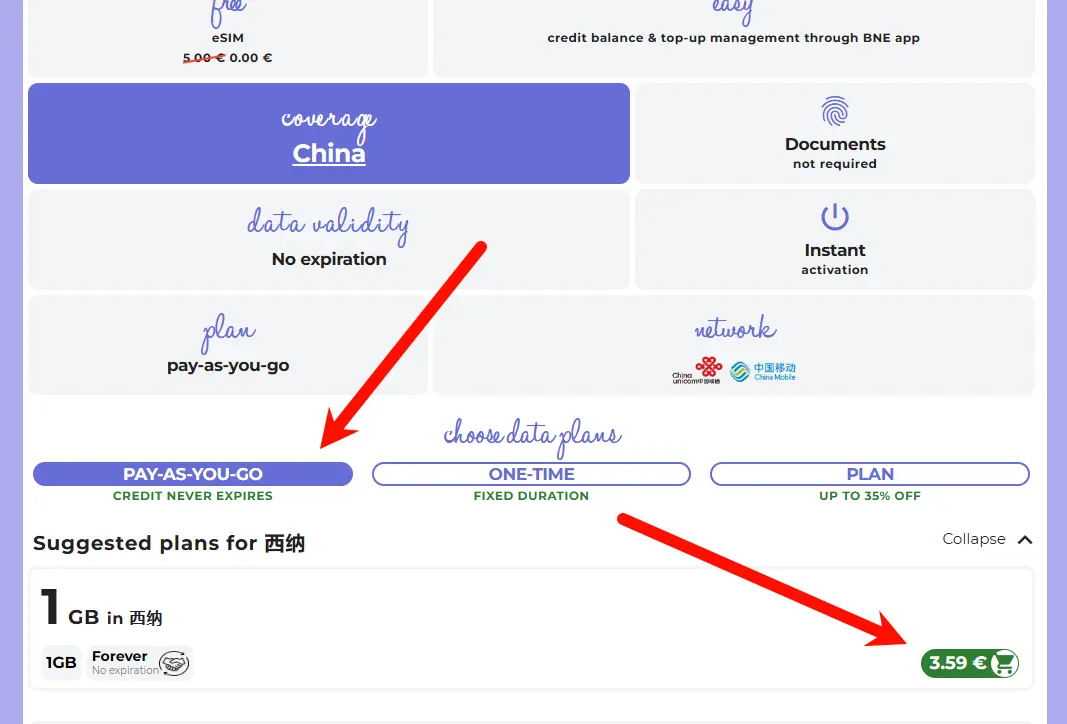 free
easy
eSIM
5.00 € 0.00 €
credit balance & top-up management through BNE app
coverage
China
Documents
not required
data validity
No expiration
Instant
activation
plan
pay-as-you-go
network
China
unicom中国联通
中国移动
China Mobile
choose data plans
PAY-AS-YOU-GO
ONE-TIME
PLAN
CREDIT NEVER EXPIRES
FIXED DURATION
UP TO 35% OFF
Suggested plans for 西纳
Collapse
1 GB in 西纳
1GB
Forever
No expiration
3.59 €